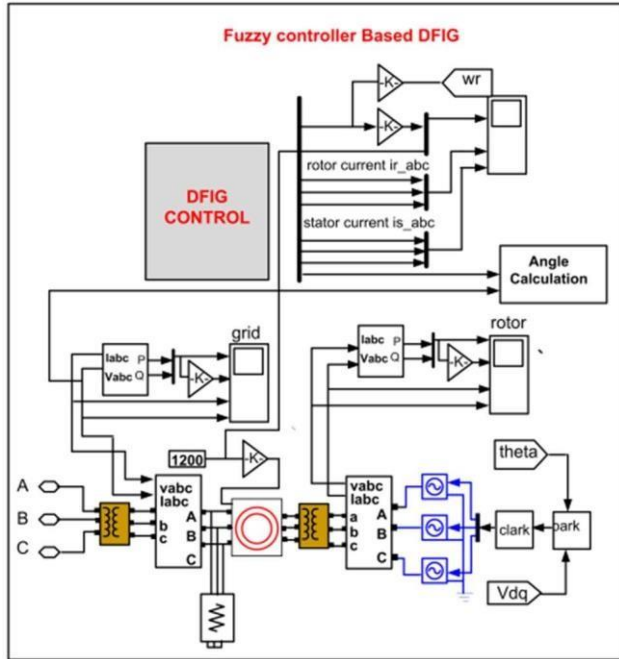 Fuzzy controller Based DFIG
-K-
wr
-K-
rotor current ir_abc
DFIG
CONTROL
stator current is_abc
Angle
Calculation
grid
rotor
Iabc P
Vabc Q
-K-
Iabc P
Vabc Q
-K-
1200
-K-
theta
A
B
C
vabc
Iabc
A
b B
c
C
vabc
Iabc
a A
b B
c
C
clark
park
Vdq